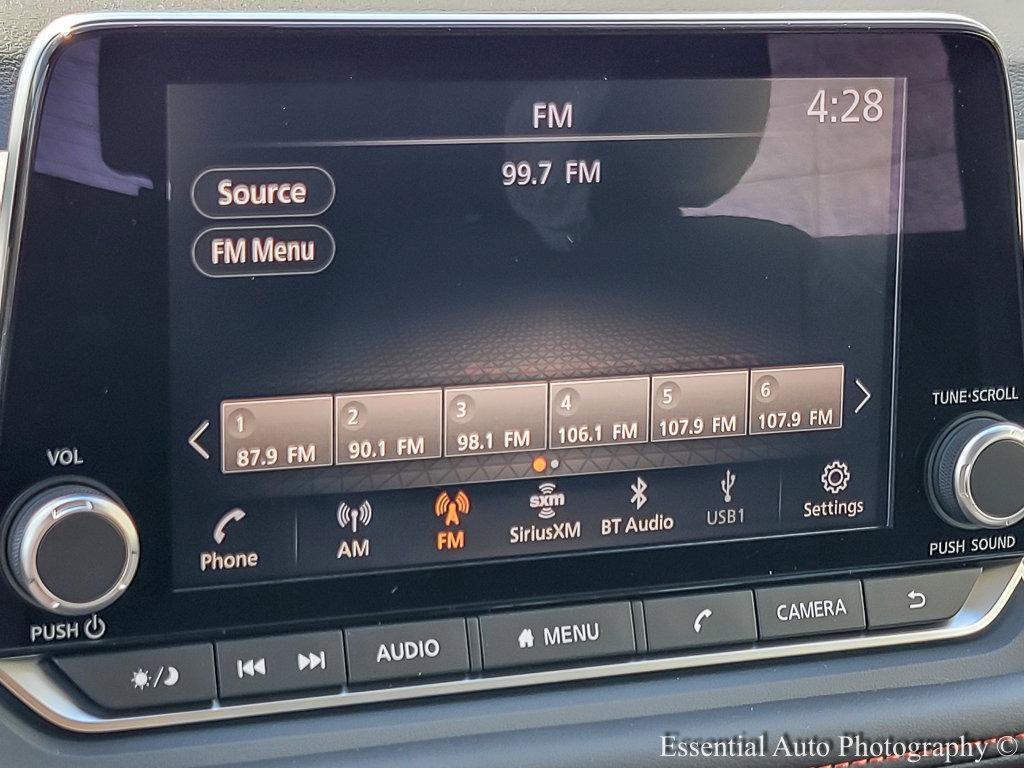 FM
4:28
99.7 FM
Source
FM Menu
1
87.9 FM
2
90.1 FM
3
98.1 FM
4
106.1 FM
5
107.9 FM
6
107.9 FM
Phone
AM
FM
sxm
SiriusXM
BT Audio
USB1
Settings
VOL
PUSH
TUNE·SCROLL
PUSH SOUND
AUDIO
MENU
CAMERA
Essential Auto Photography ©